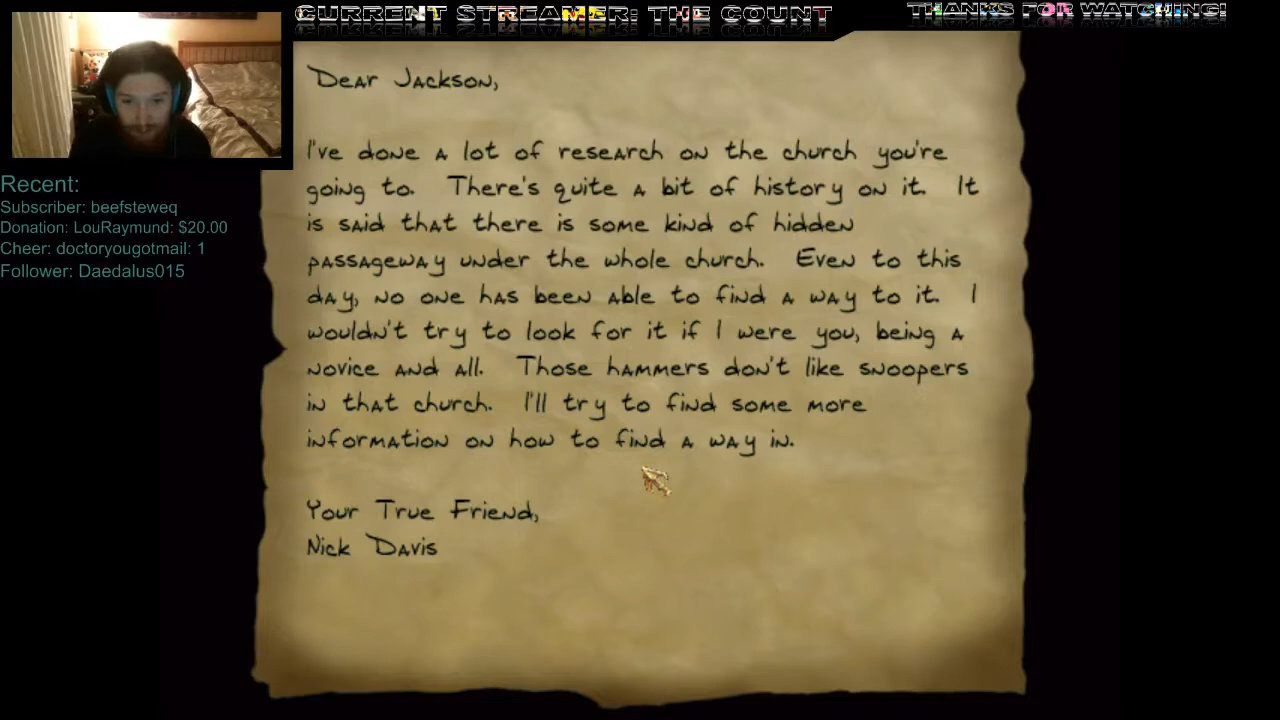 CURRENT STREAMER: THE COUNT
THANKS FOR WATCHING!
Recent:
Subscriber: beefsteweq
Donation: LouRaymund: $20.00
Cheer: doctoryougotmail: 1
Follower: Daedalus015
Dear Jackson,
I've done a lot of research on the church you're
going to. There's quite a bit of history on it. It
is said that there is some kind of hidden
passageway under the whole church. Even to this
day, no one has been able to find a way to it. I
wouldn't try to look for it if I were you, being a
novice and all. Those hammers don't like snoopers
in that church. I'll try to find some more
information on how to find a way in.
Your True Friend,
Nick Davis